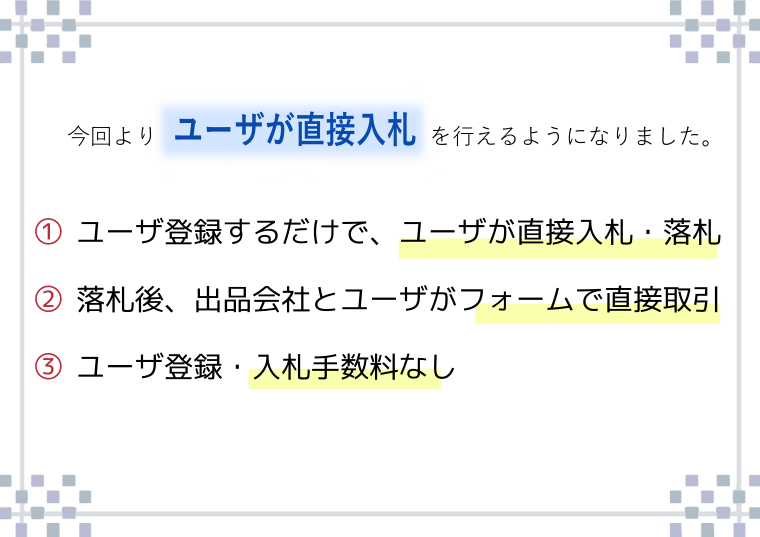 今回より ユーザが直接入札 を行えるようになりました。
① ユーザ登録するだけで、ユーザが直接入札・落札
② 落札後、出品会社とユーザがフォームで直接取引
③ ユーザ登録・入札手数料なし